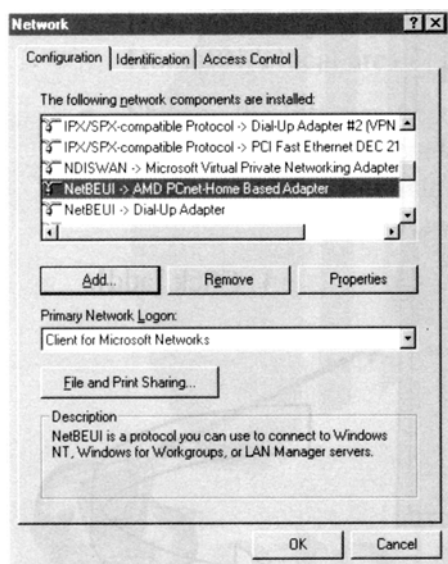 Network
Configuration Identification Access Control
The following network components are installed:
IPX/SPX-compatible Protocol -> Dial-Up Adapter #2 (VPN
IPX/SPX-compatible Protocol -> PCI Fast Ethernet DEC 21
NDISWAN -> Microsoft Virtual Private Networking Adapter
NetBEUI -> AMD PCnet-Home Based Adapter
NetBEUI -> Dial-Up Adapter
Add... Remove Properties
Primary Network Logon:
Client for Microsoft Networks
File and Print Sharing...
Description
NetBEUI is a protocol you can use to connect to Windows
NT, Windows for Workgroups, or LAN Manager servers.
OK Cancel